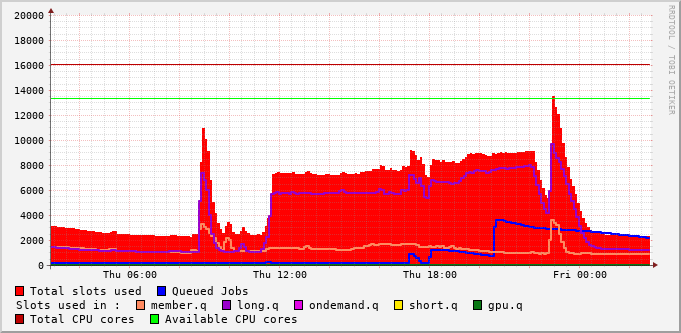 RRDTOOL / TOBI OETIKER
20000
18000
16000
14000
12000
10000
8000
6000
4000
2000
0
Thu 06:00 Thu 12:00 Thu 18:00 Fri 00:00
Total slots used Queued Jobs
Slots used in : member.q long.q ondemand.q short.q gpu.q
Total CPU cores Available CPU cores